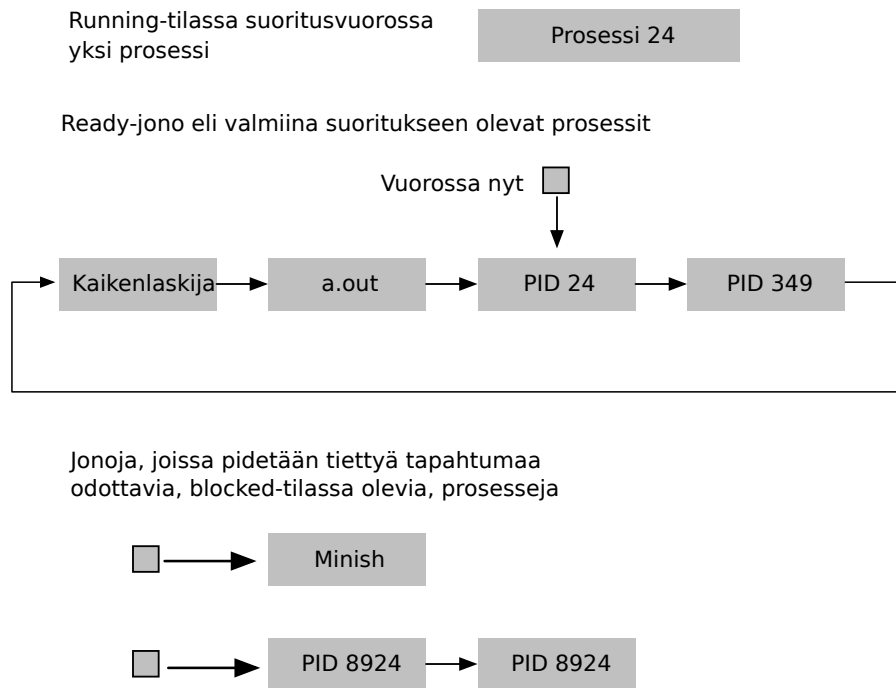 Running-tilassa suoritusvuorossa
yksi prosessi
Prosessi 24
Ready-jono eli valmiina suoritukseen olevat prosessit
Vuorossa nyt
Kaikenlaskija
a.out
PID 24
PID 349
Jonoja, joissa pidetään tiettyä tapahtumaa
odottavia, blocked-tilassa olevia, prosesseja
Minish
PID 8924
PID 8924